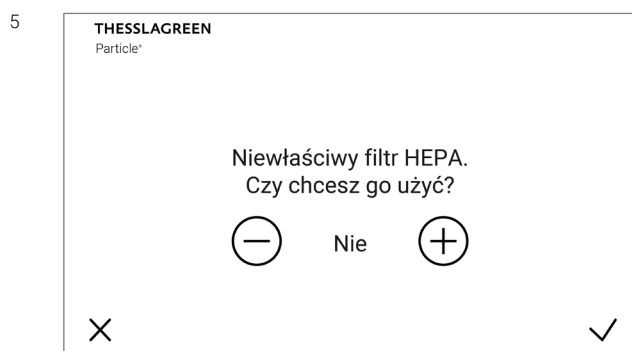 5
THESSLAGREEN
Particle+
Niewłaściwy filtr HEPA.
Czy chcesz go użyć?
Nie